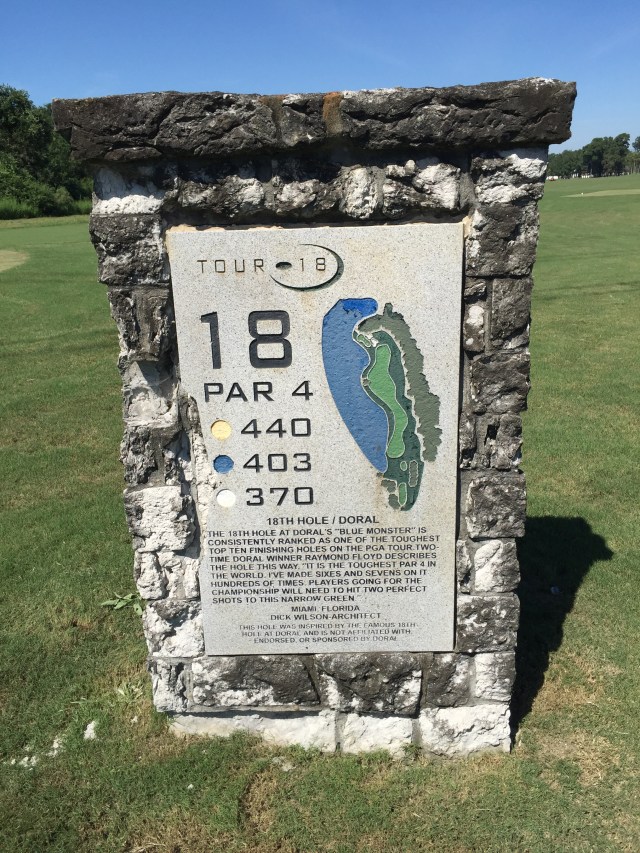 TOUR 18
18
PAR 4
440
403
370
18TH HOLE / DORAL
THE 18TH HOLE AT DORAL'S "BLUE MONSTER" IS
CONSISTENTLY RANKED AS ONE OF THE TOUGHEST
TOP TEN FINISHING HOLES ON THE PGA TOUR. TWO-
TIME DORAL WINNER RAYMOND FLOYD DESCRIBES
THE HOLE THIS WAY, "IT IS THE TOUGHEST PAR 4 IN
THE WORLD. I'VE MADE SIXES AND SEVENS ON IT
HUNDREDS OF TIMES. PLAYERS GOING FOR THE
CHAMPIONSHIP WILL NEED TO HIT TWO PERFECT
SHOTS TO THIS NARROW GREEN."
MIAMI, FLORIDA
DICK WILSON-ARCHITECT
THIS HOLE WAS INSPIRED BY THE FAMOUS 18TH
HOLE AT DORAL AND IS NOT AFFILIATED WITH,
ENDORSED, OR SPONSORED BY DORAL.